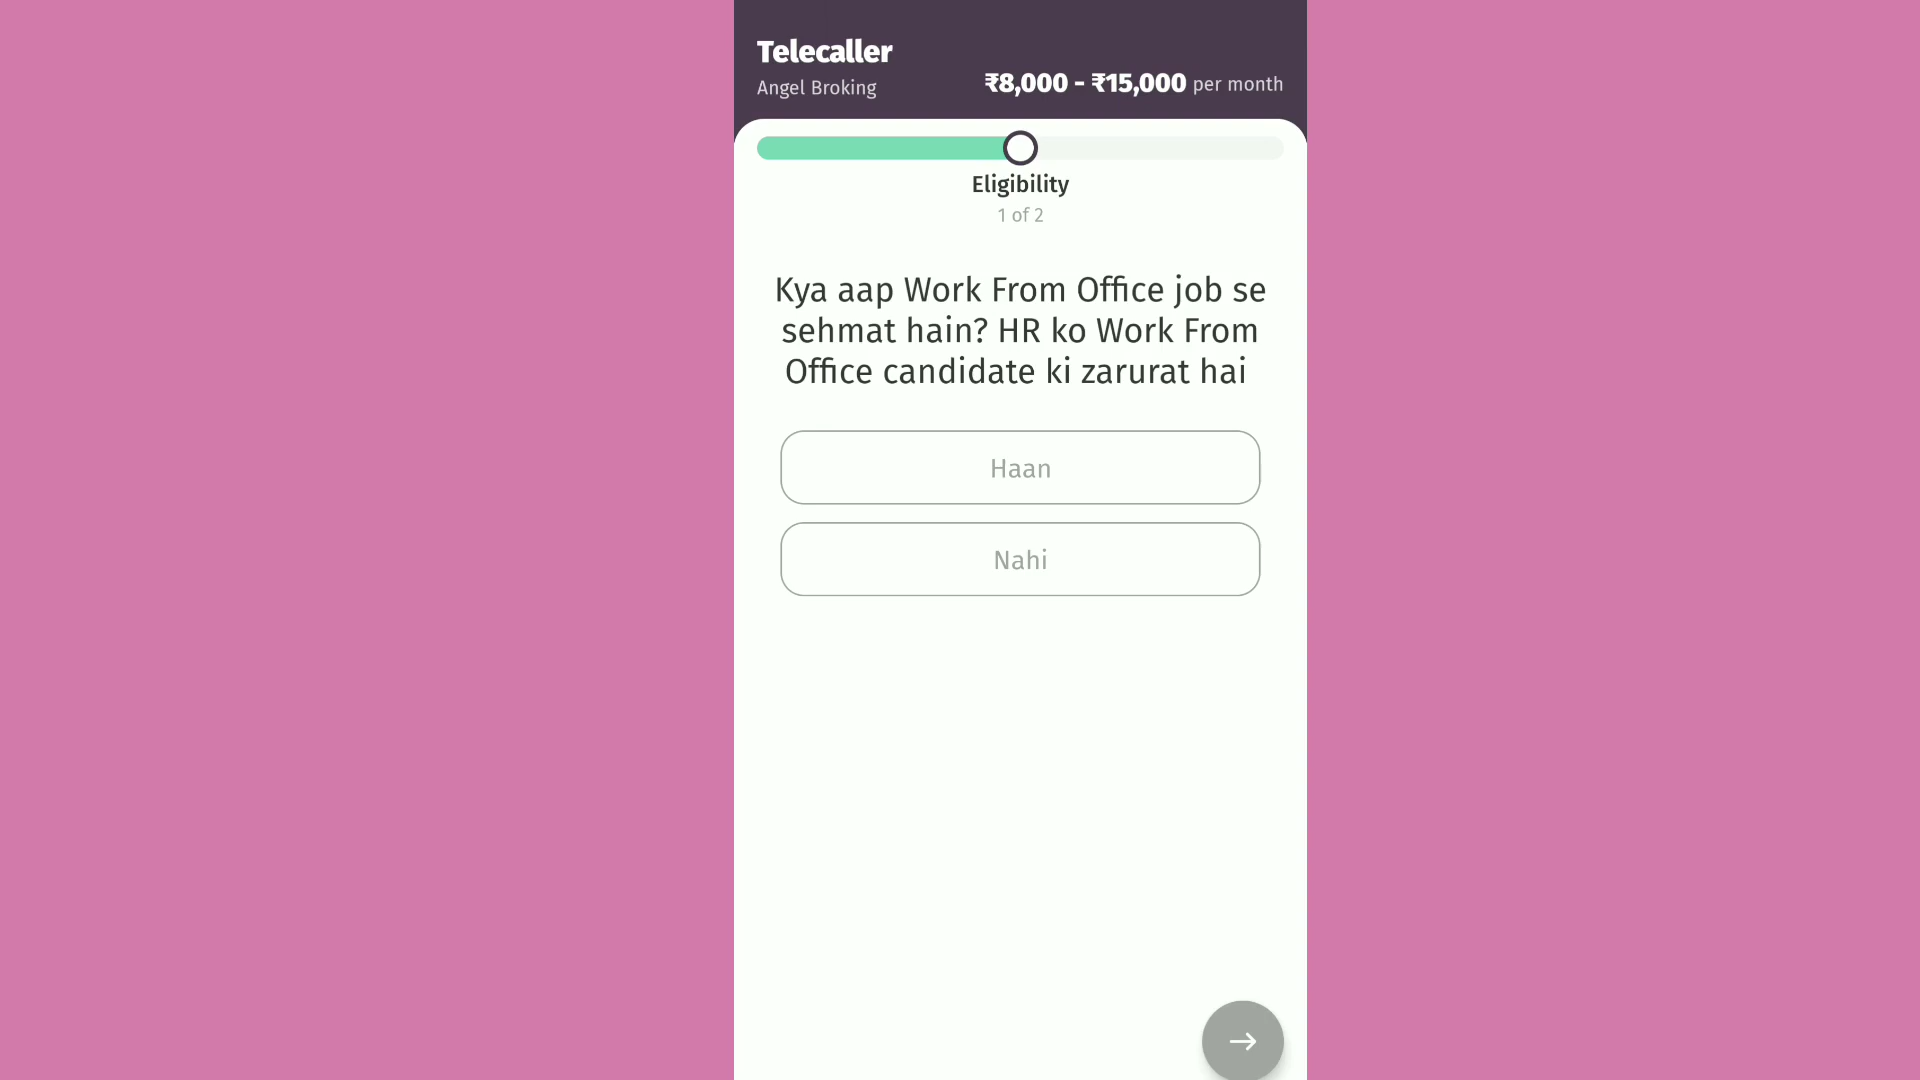 Telecaller
Angel Broking
₹8,000 - ₹15,000 per month
Eligibility
1 of 2
Kya aap Work From Office job se
sehmat hain? HR ko Work From
Office candidate ki zarurat hai
Haan
Nahi